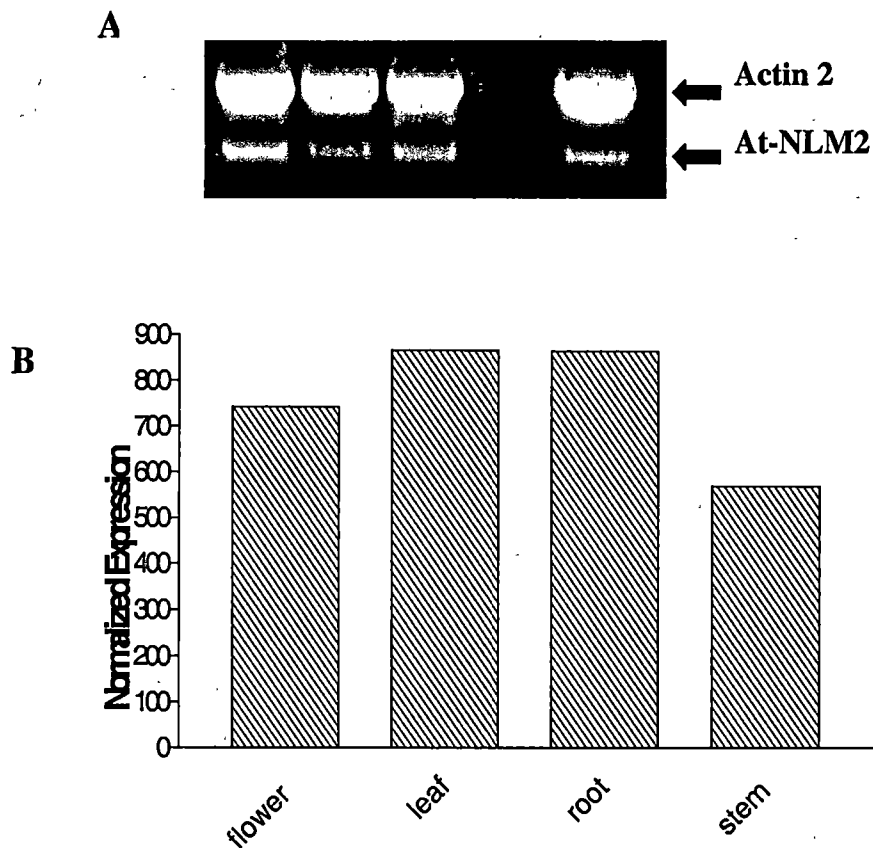 A
Actin 2
At-NLM2
B
Normalized Expression
900
800
700
600
500
400
300
200
100
0
flower
leaf
root
stem